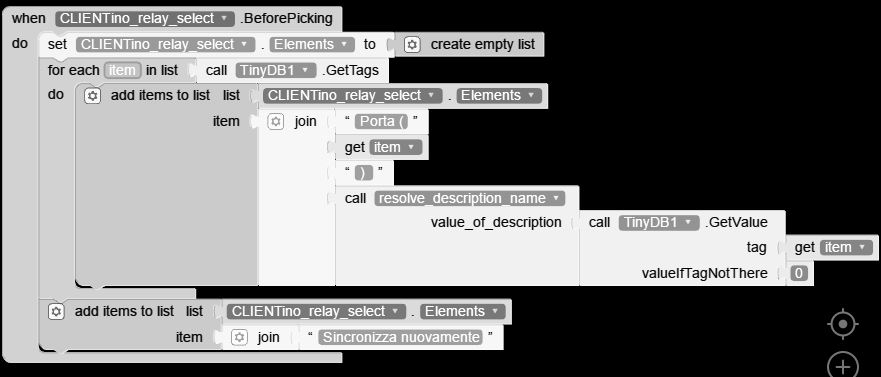 when CLIENTino_relay_select .BeforePicking
do set CLIENTino_relay_select . Elements to create empty list
for each item in list call TinyDB1 .GetTags
do add items to list list CLIENTino_relay_select . Elements
item join “ Porta ( ”
get item
“ ) ”
call resolve_description_name
value_of_description call TinyDB1 .GetValue
tag get item
valueIfTagNotThere 0
add items to list list CLIENTino_relay_select . Elements
item join “ Sincronizza nuovamente ”